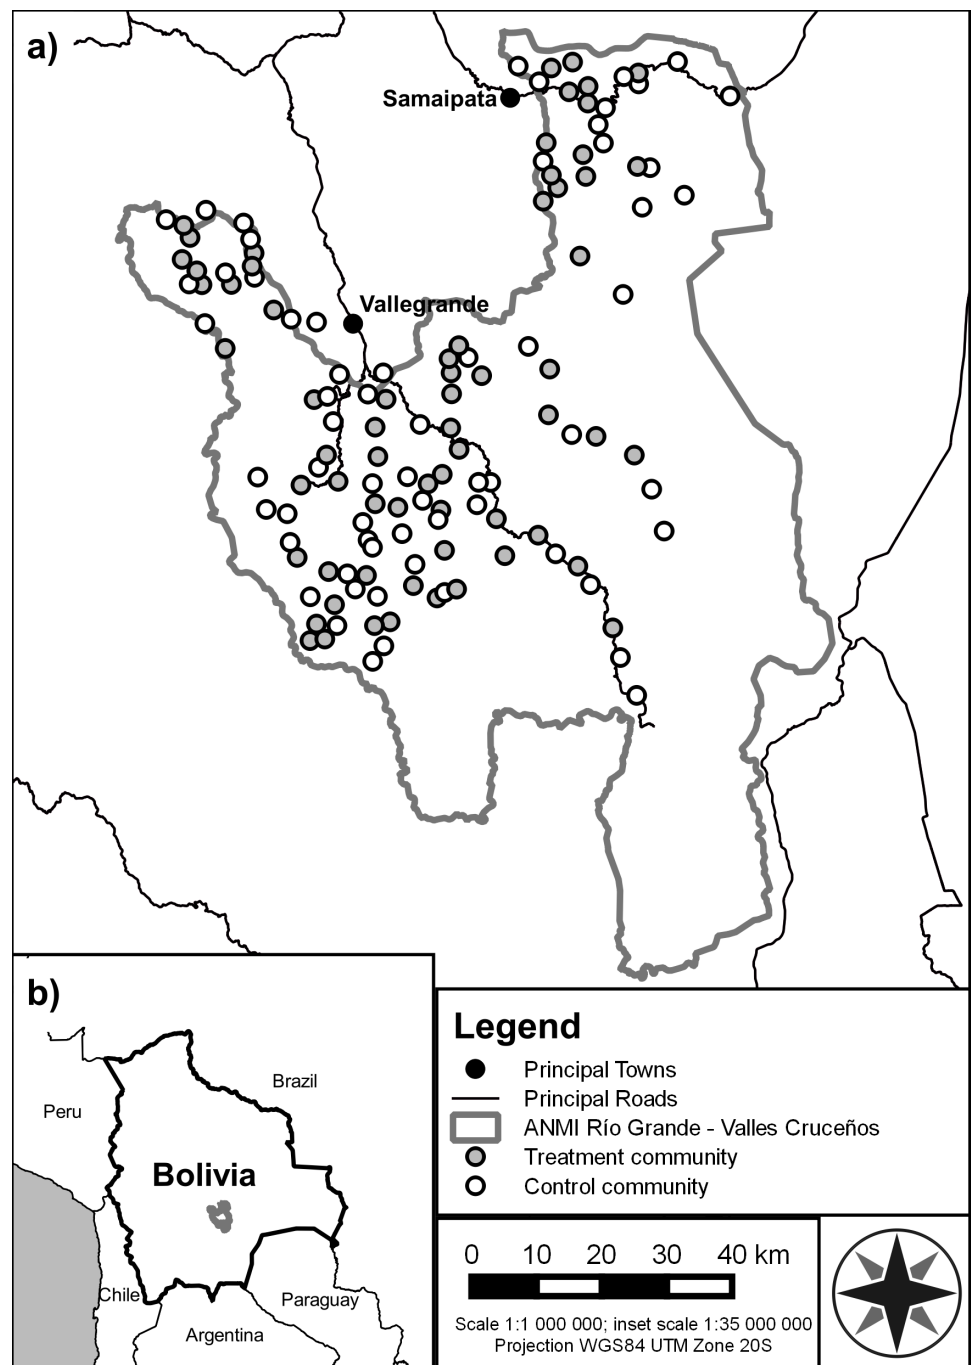 a)
Samaipata
Vallegrande
b)
Brazil
Peru
Bolivia
Chile
Paraguay
Argentina
Legend
Principal Towns
Principal Roads
ANMI Río Grande - Valles Cruceños
Treatment community
Control community
0 10 20 30 40 km
Scale 1:1 000 000; inset scale 1:35 000 000
Projection WGS84 UTM Zone 20S